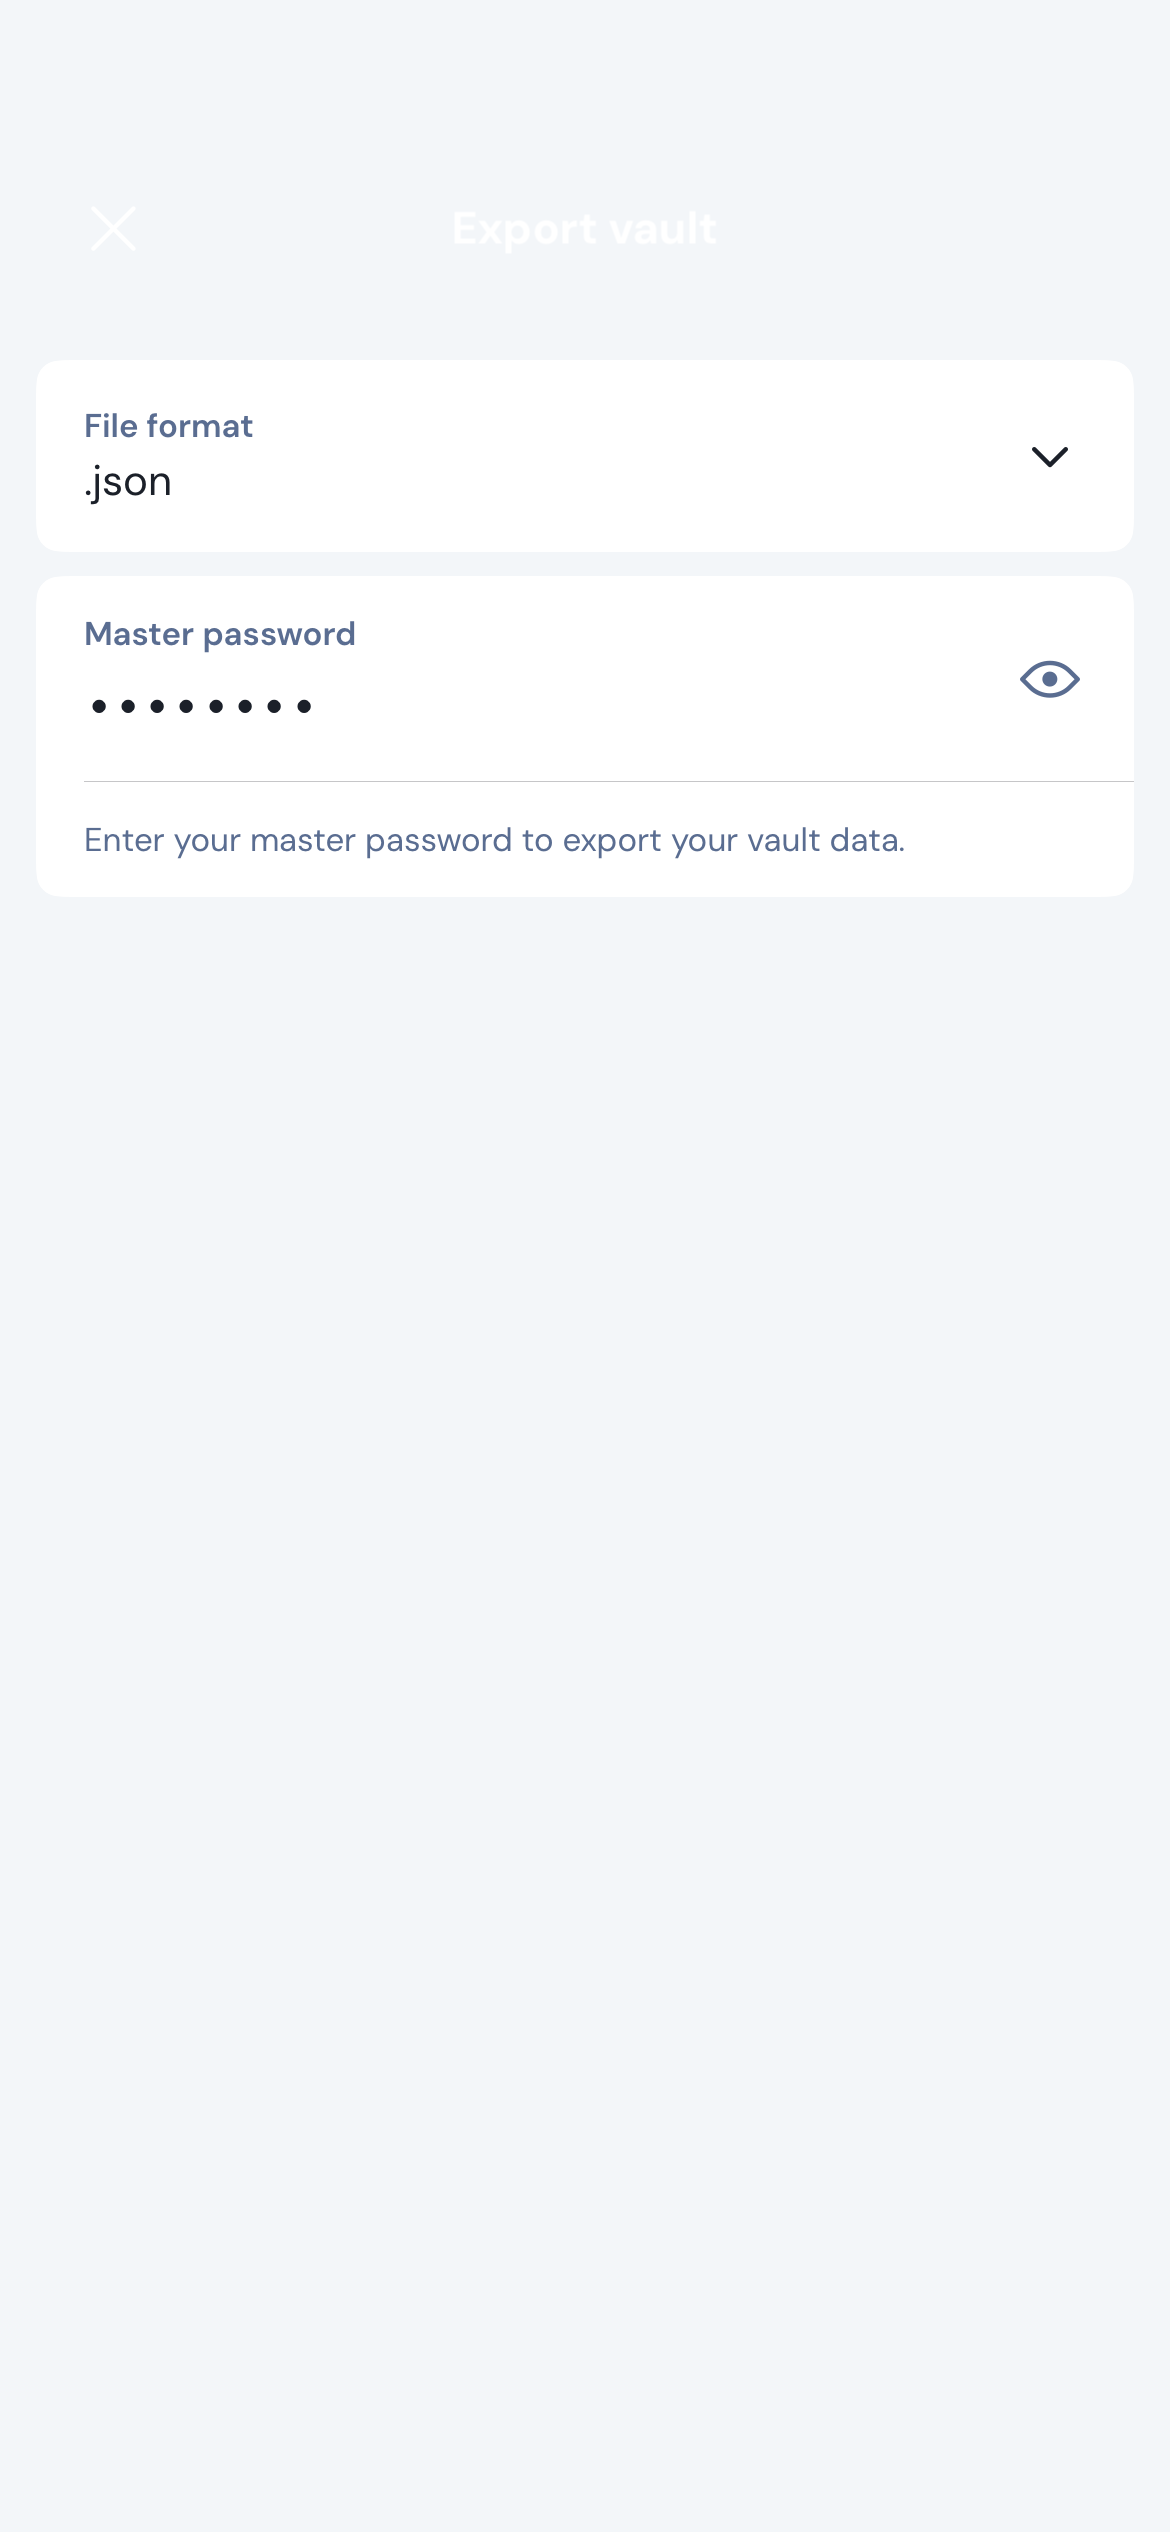 Export vault
File format
.json
Master password
••••••••
Enter your master password to export your vault data.